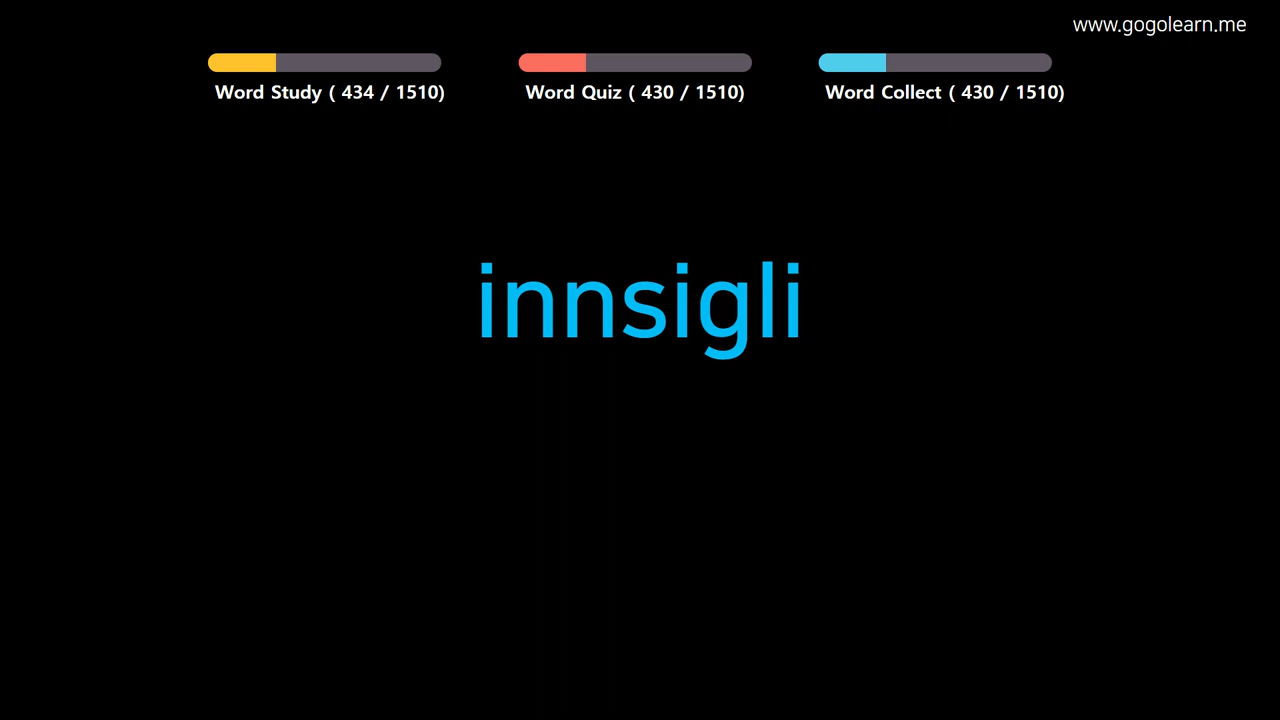 www.gogolearn.me
Word Study ( 434 / 1510)
Word Quiz ( 430 / 1510)
Word Collect ( 430 / 1510)
innsigli